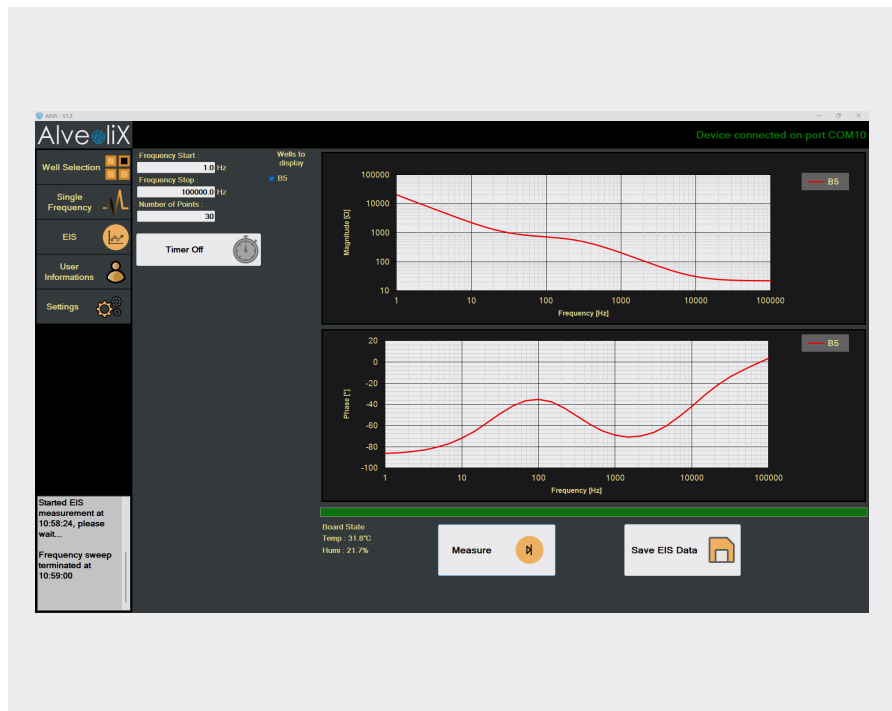 AIMS - V1.3
AlveoliX
Device connected on port COM10
Well Selection
Single
Frequency
EIS
User
Informations
Settings
Started EIS
measurement at
10:58:24, please
wait...
Frequency sweep
terminated at
10:59:00
Frequency Start :
1.0 Hz
Frequency Stop :
100000.0 Hz
Number of Points :
30
Timer Off
Wells to
display
B5
100000
10000
1000
100
10
Magnitude [Ω]
1 10 100 1000 10000 100000
Frequency [Hz]
B5
20
0
-20
-40
-60
-80
-100
Phase [°]
1 10 100 1000 10000 100000
Frequency [Hz]
B5
Board State
Temp : 31.8°C
Humi : 21.7%
Measure
Save EIS Data